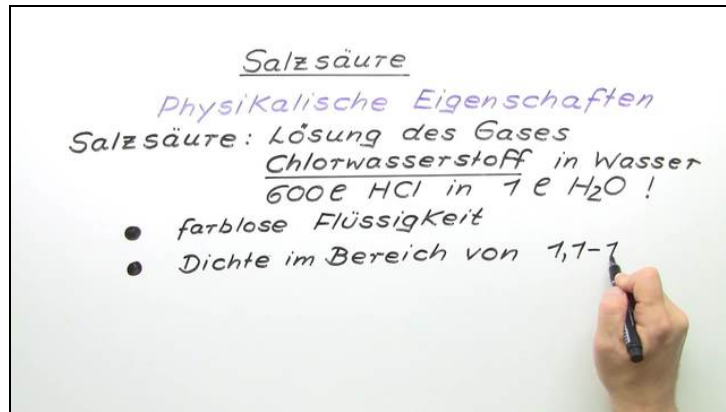 Salzsäure
Physikalische Eigenschaften
Salzsäure: Lösung des Gases
Chlorwasserstoff in Wasser
600 ℓ HCl in 1 ℓ H₂O !
• farblose Flüssigkeit
• Dichte im Bereich von 1,1-1